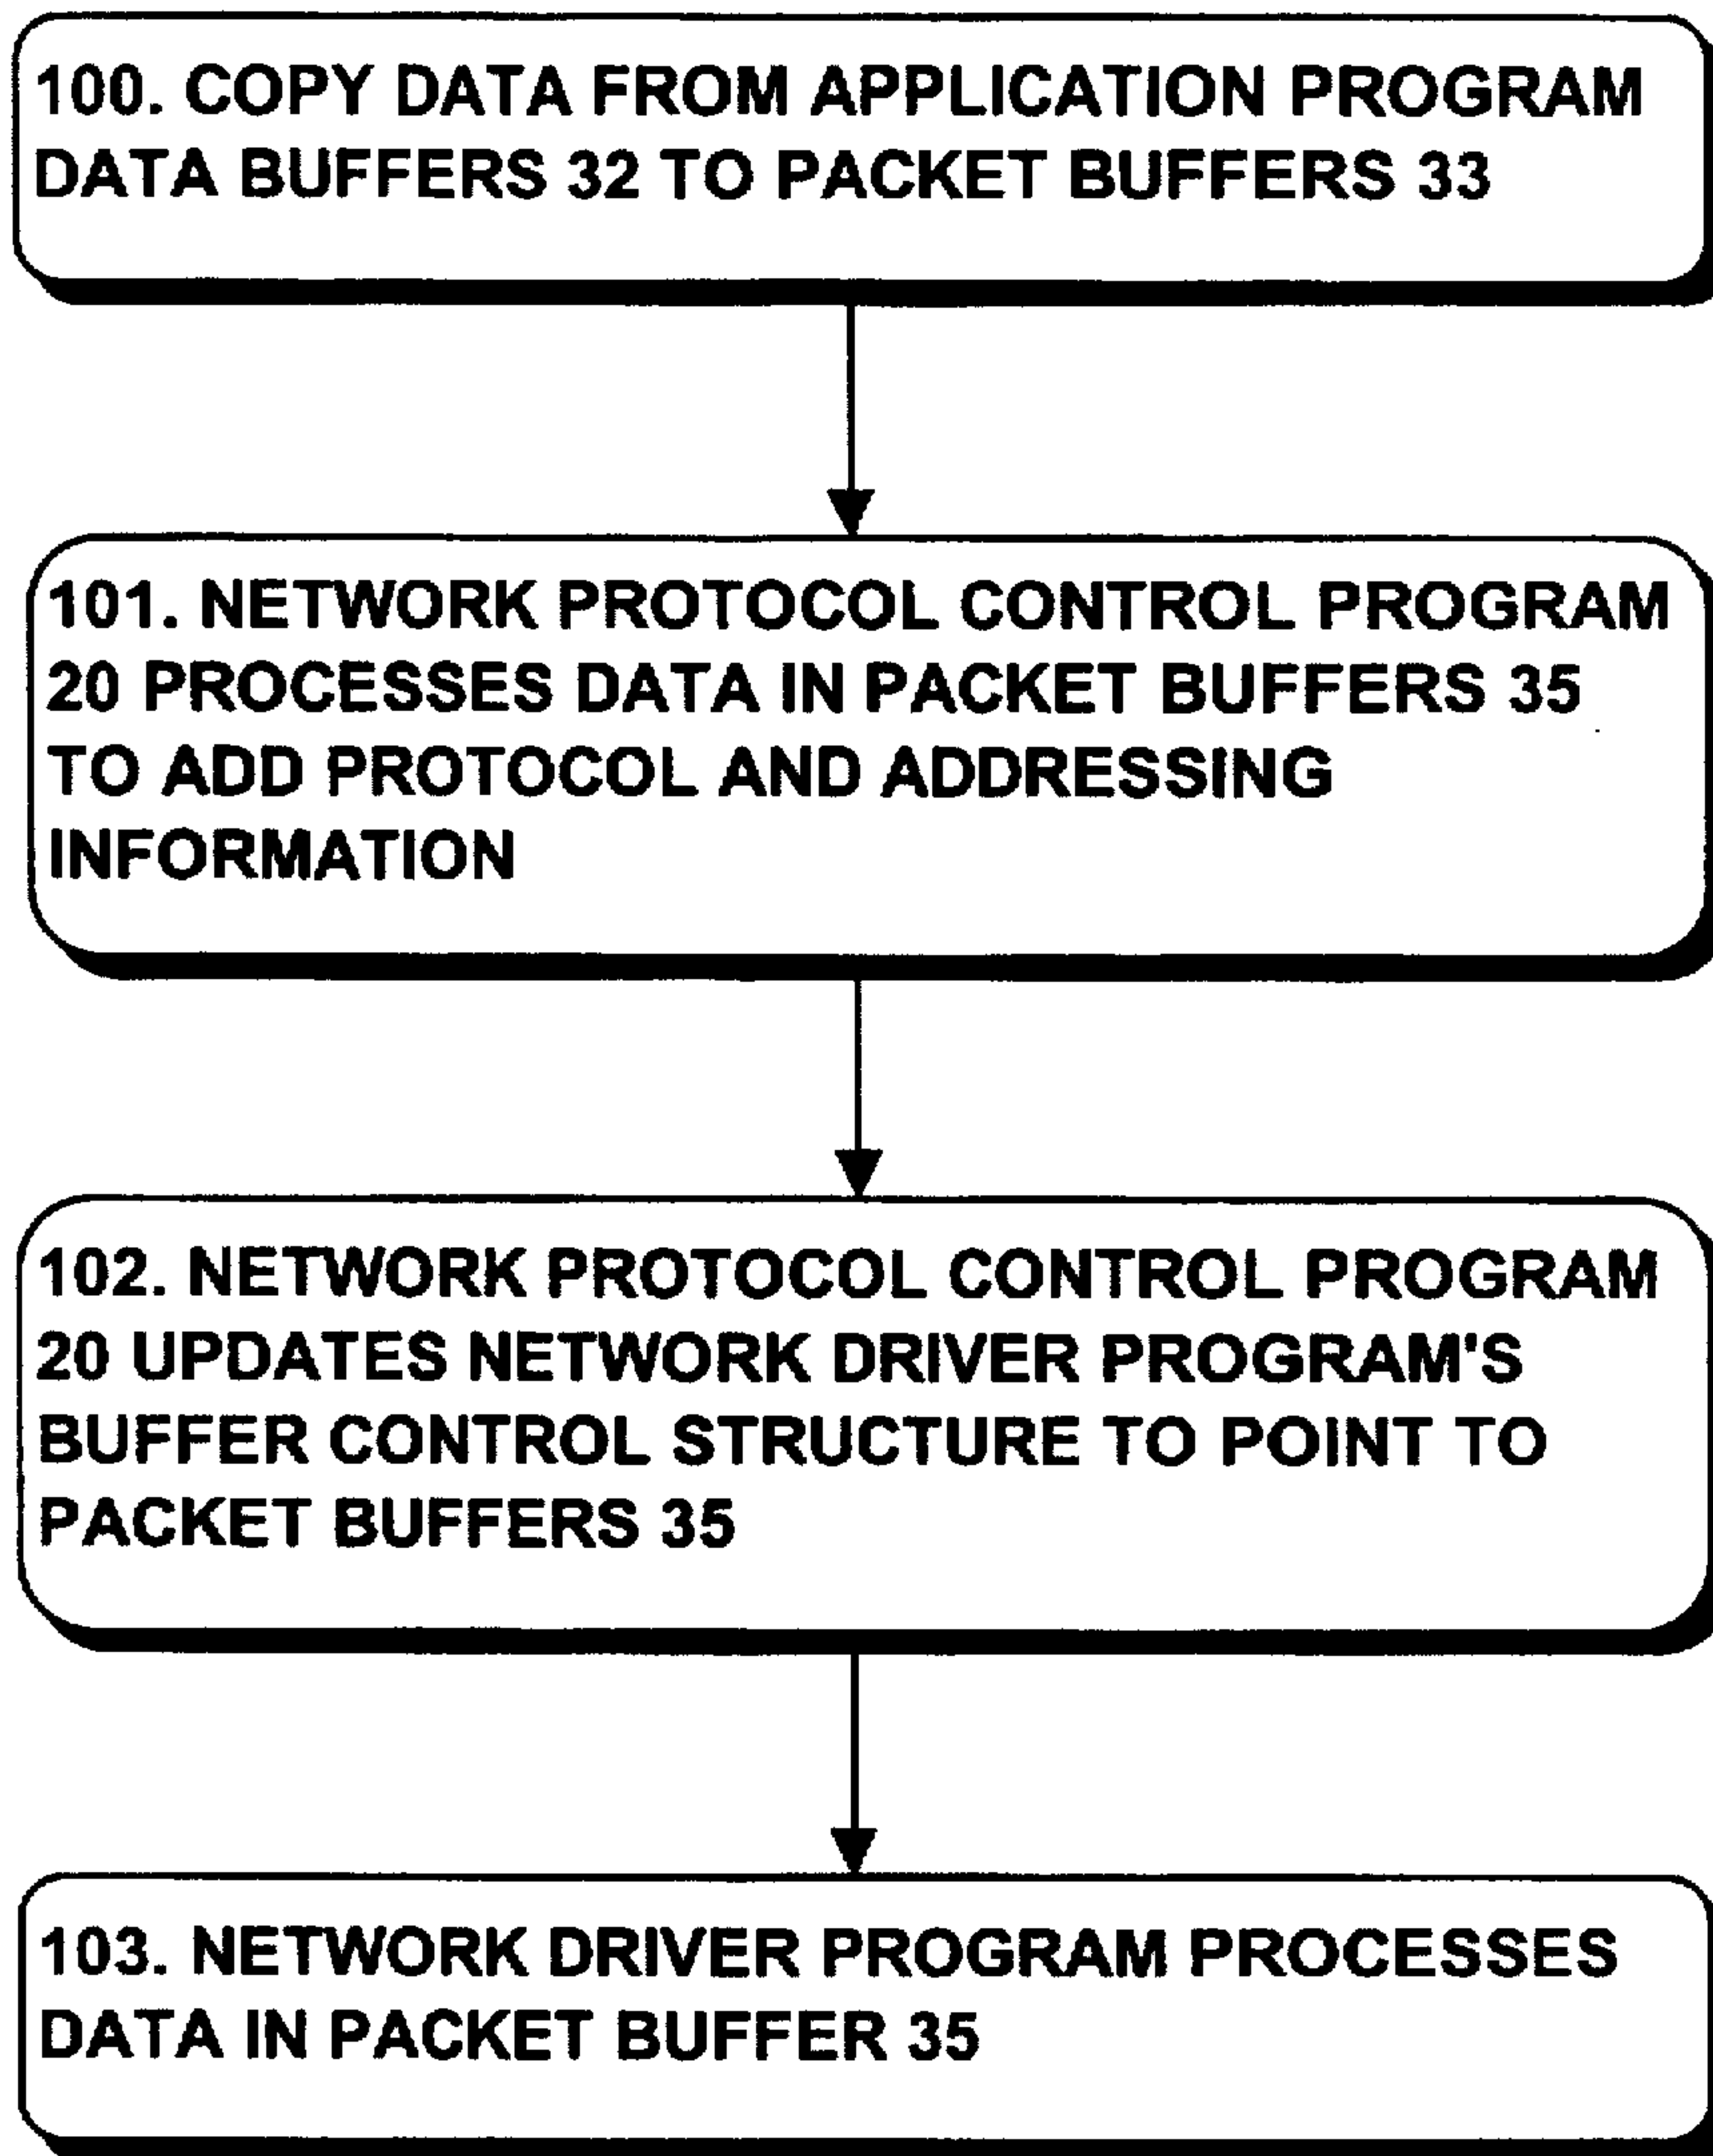 100. COPY DATA FROM APPLICATION PROGRAM
DATA BUFFERS 32 TO PACKET BUFFERS 33
101. NETWORK PROTOCOL CONTROL PROGRAM
20 PROCESSES DATA IN PACKET BUFFERS 35
TO ADD PROTOCOL AND ADDRESSING
INFORMATION
102. NETWORK PROTOCOL CONTROL PROGRAM
20 UPDATES NETWORK DRIVER PROGRAM'S
BUFFER CONTROL STRUCTURE TO POINT TO
PACKET BUFFERS 35
103. NETWORK DRIVER PROGRAM PROCESSES
DATA IN PACKET BUFFER 35